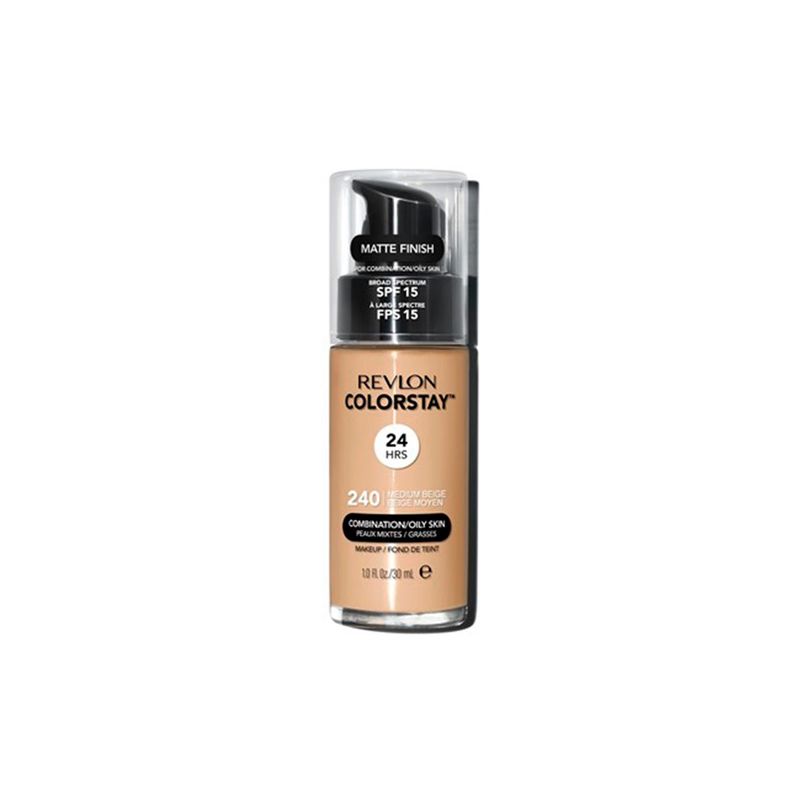 MATTE FINISH
FOR COMBINATION/OILY SKIN
BROAD SPECTRUM
SPF 15
À LARGE SPECTRE
FPS 15
REVLON
COLORSTAY™
24
HRS
240 | MEDIUM BEIGE
BEIGE MOYEN
COMBINATION/OILY SKIN
PEAUX MIXTES / GRASSES
MAKEUP / FOND DE TEINT
1.0 Fl. Oz./30 mL ℮